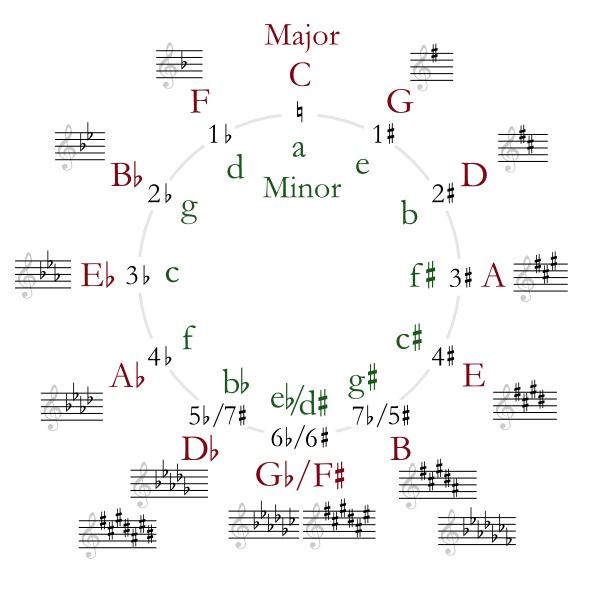 Major
C
F
G
♮
1♭
1♯
a
d
e
B♭
D
Minor
2♭
2♯
g
b
E♭
3♭
c
f♯
3♯
A
f
c♯
4♭
4♯
A♭
E
b♭
g♯
e♭/d♯
5♭/7♯
7♭/5♯
6♭/6♯
D♭
B
G♭/F♯